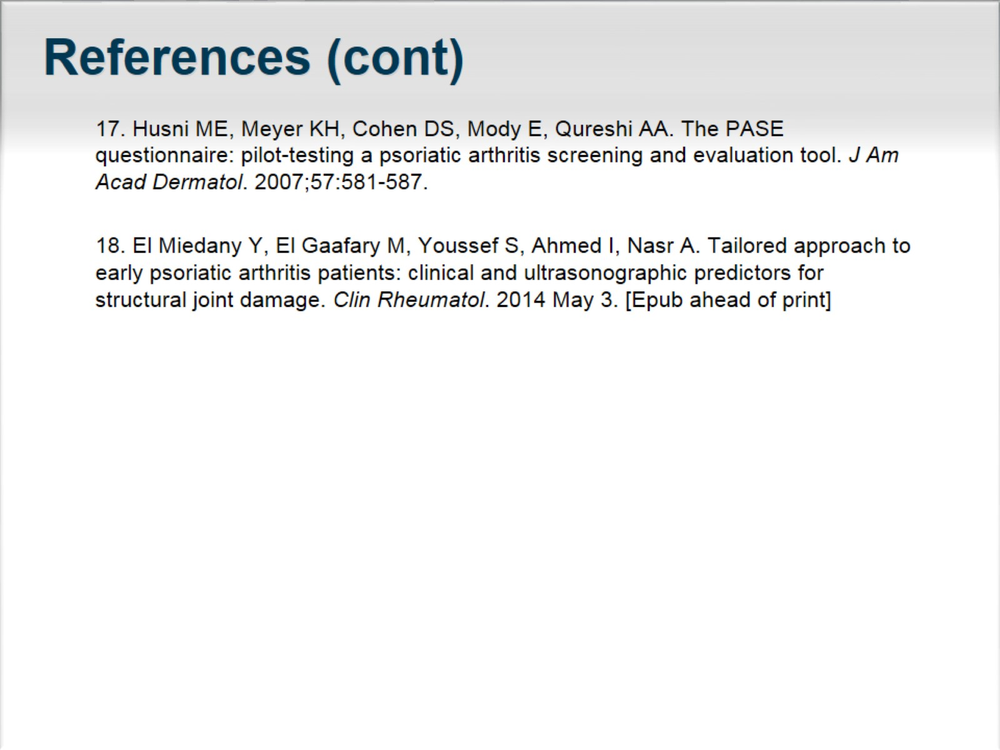 References (cont)
17. Husni ME, Meyer KH, Cohen DS, Mody E, Qureshi AA. The PASE
questionnaire: pilot-testing a psoriatic arthritis screening and evaluation tool. J Am
Acad Dermatol. 2007;57:581-587.
18. El Miedany Y, El Gaafary M, Youssef S, Ahmed I, Nasr A. Tailored approach to
early psoriatic arthritis patients: clinical and ultrasonographic predictors for
structural joint damage. Clin Rheumatol. 2014 May 3. [Epub ahead of print]